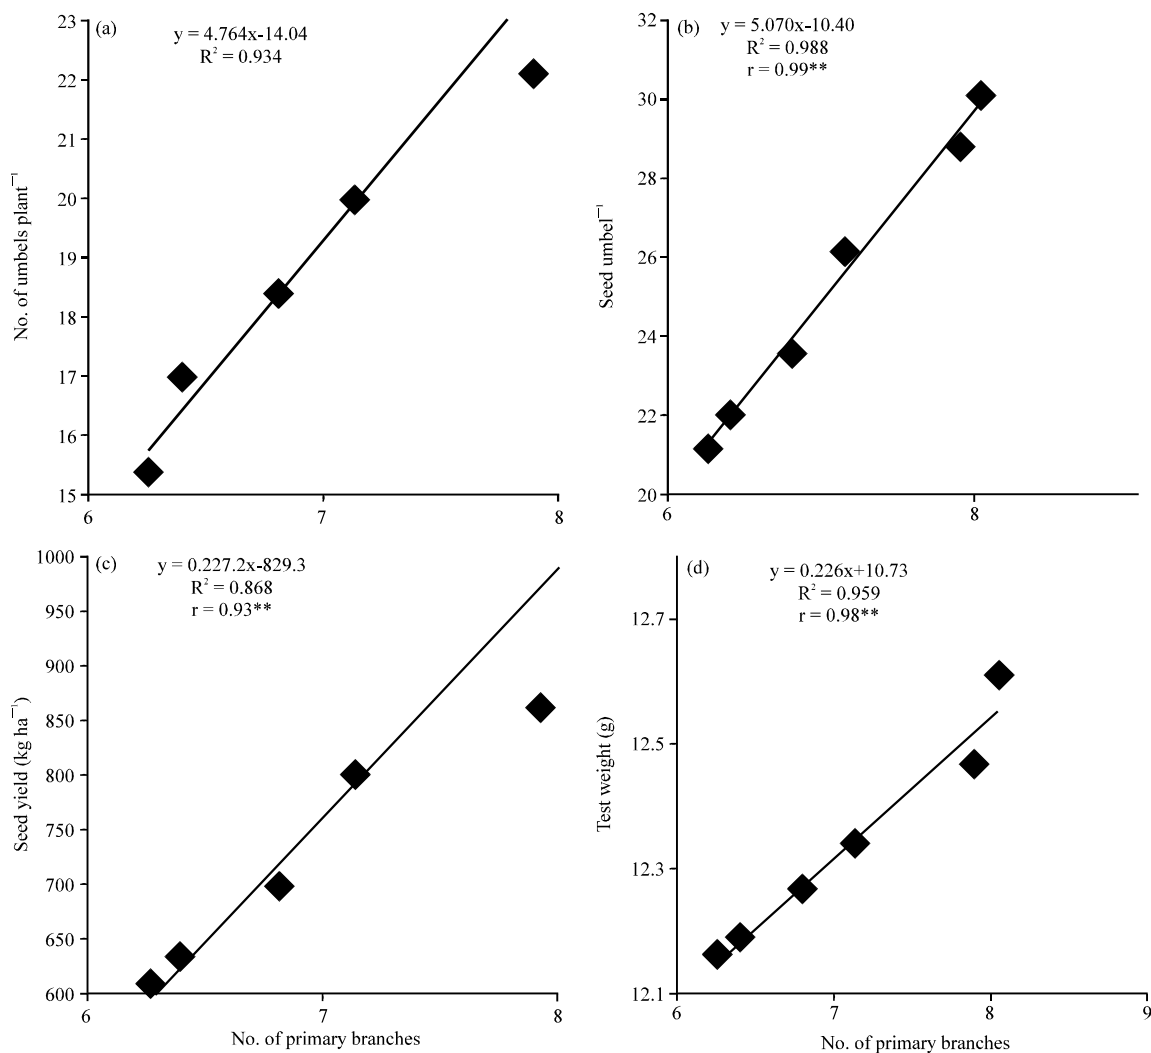 (a)
y = 4.764x-14.04
R² = 0.934
No. of umbels plant⁻¹
23
22
21
20
19
18
17
16
15
6
7
8
(b)
y = 5.070x-10.40
R² = 0.988
r = 0.99**
Seed umbel⁻¹
32
30
28
26
24
22
20
6
8
(c)
y = 0.227.2x-829.3
R² = 0.868
r = 0.93**
Seed yield (kg ha⁻¹)
1000
950
900
850
800
750
700
650
600
6
7
8
No. of primary branches
(d)
y = 0.226x+10.73
R² = 0.959
r = 0.98**
Test weight (g)
12.7
12.5
12.3
12.1
6
7
8
9
No. of primary branches